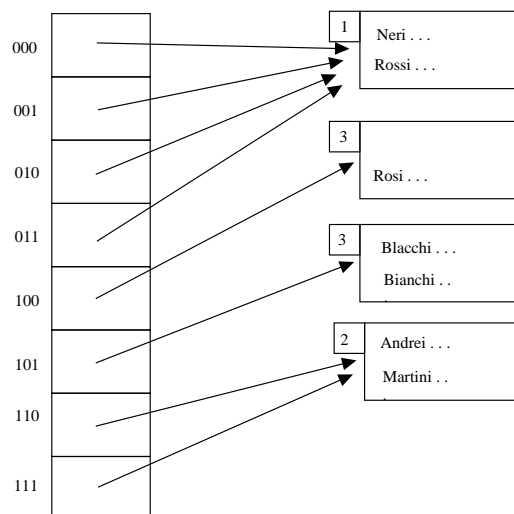 000
001
010
011
100
101
110
111
1
Neri . . .
Rossi . . .
3
Rosi . . .
3
Blacchi . . .
Bianchi . .
.
2
Andrei . . .
Martini . .
.